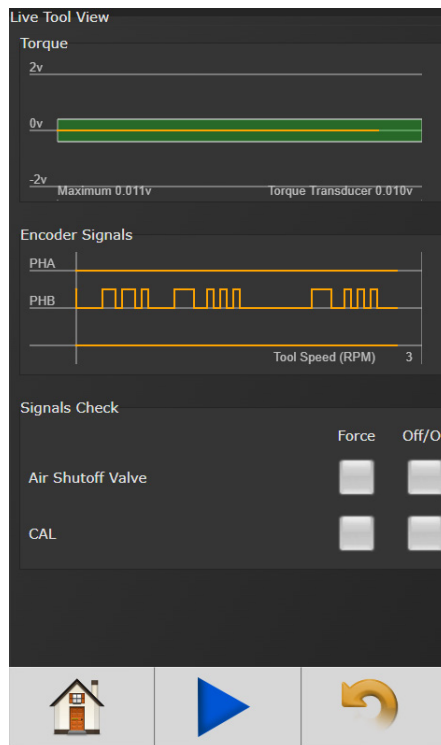 Live Tool View
Torque
2v
0v
-2v
Maximum 0.011v Torque Transducer 0.010v
Encoder Signals
PHA
PHB
Tool Speed (RPM) 3
Signals Check
Force Off/O
Air Shutoff Valve
CAL